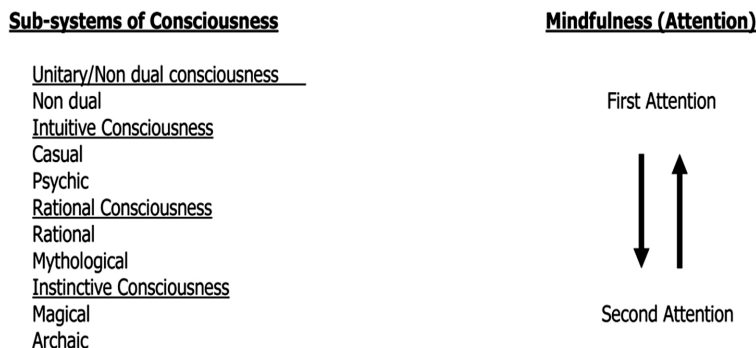 Sub-systems of Consciousness
Mindfulness (Attention)
Unitary/Non dual consciousness
Non dual
First Attention
Intuitive Consciousness
Casual
Psychic
Rational Consciousness
Rational
Mythological
Instinctive Consciousness
Magical
Second Attention
Archaic